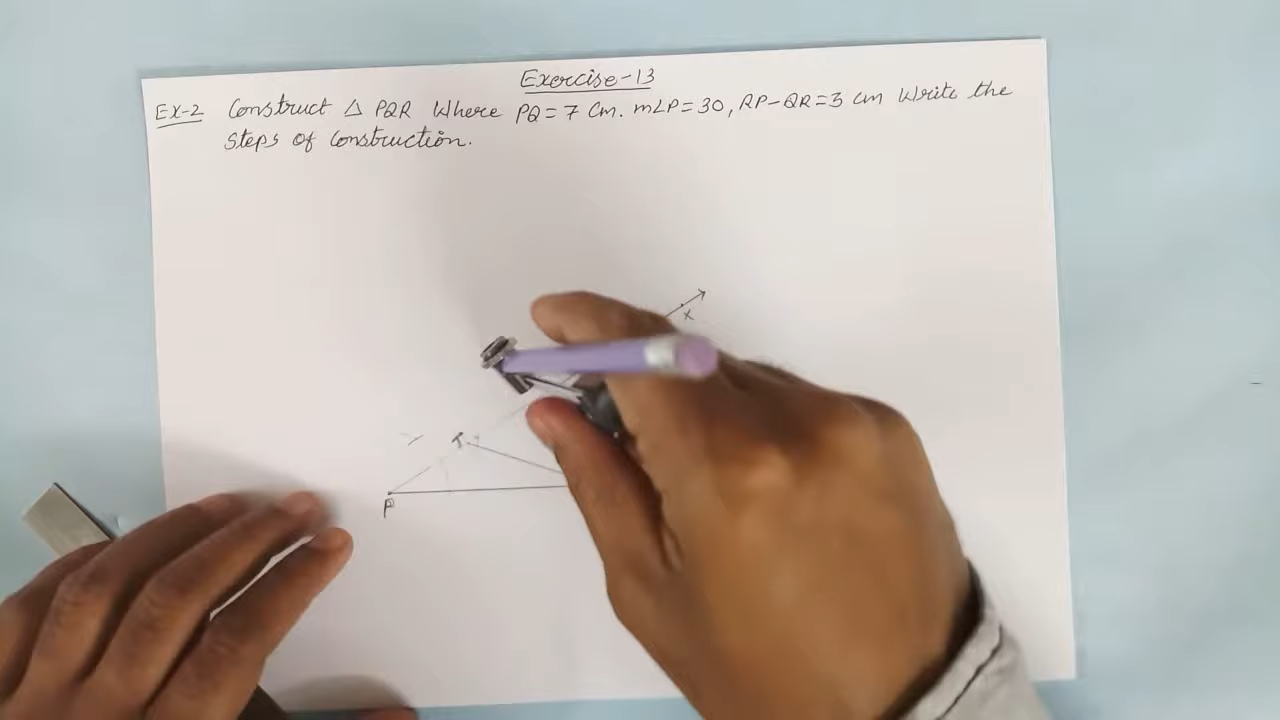 Exercise-13
Ex-2 Construct △ PQR Where PQ=7 Cm. m∠P=30, RP-QR=3 cm Write the
Steps of Construction.
X
T
P